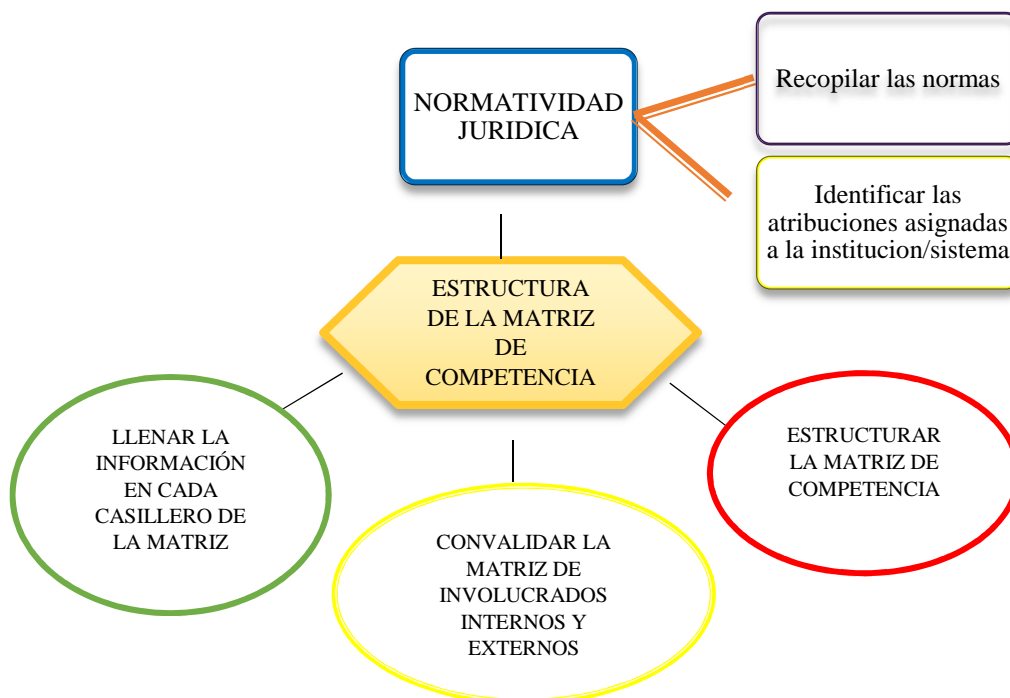 NORMATIVIDAD
JURIDICA
Recopilar las normas
Identificar las
atribuciones asignadas
a la institucion/sistema
ESTRUCTURA
DE LA MATRIZ
DE
COMPETENCIA
LLENAR LA
INFORMACIÓN
EN CADA
CASILLERO DE
LA MATRIZ
CONVALIDAR LA
MATRIZ DE
INVOLUCRADOS
INTERNOS Y
EXTERNOS
ESTRUCTURAR
LA MATRIZ DE
COMPETENCIA